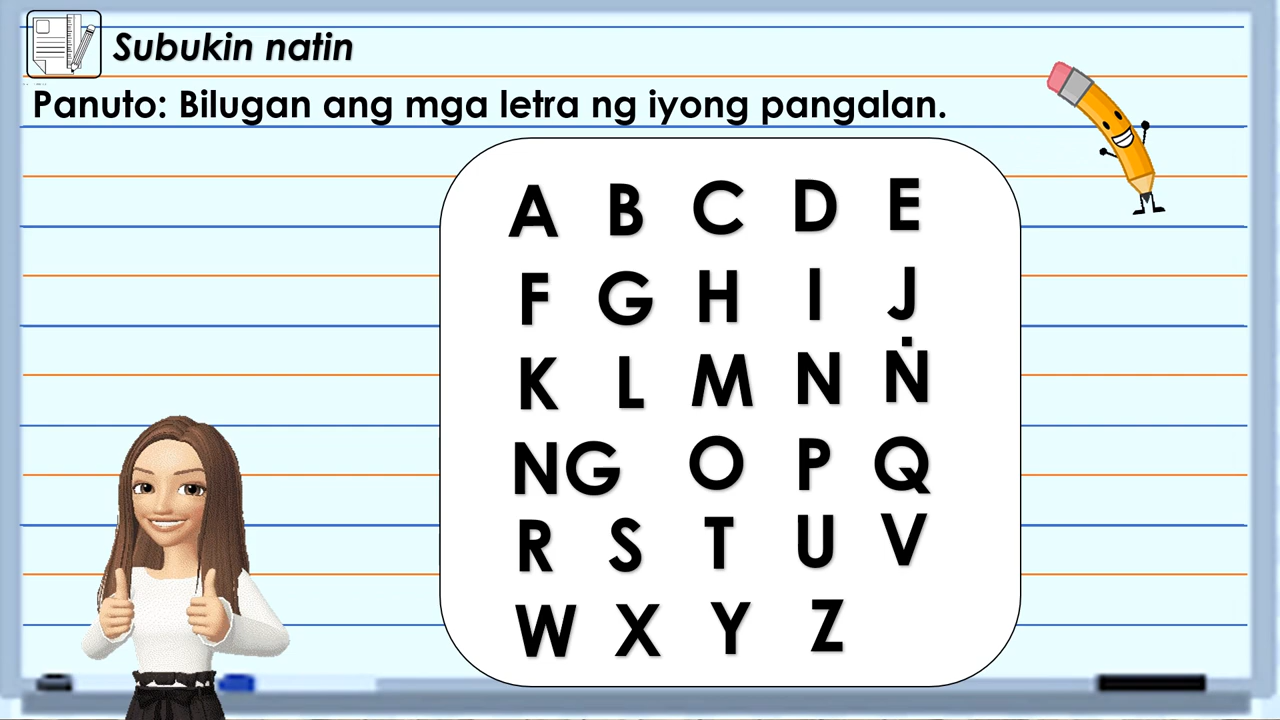 Subukin natin
Panuto: Bilugan ang mga letra ng iyong pangalan.
A B C D E
F G H I J
K L M N Ṅ
NG O P Q
R S T U V
W X Y Z